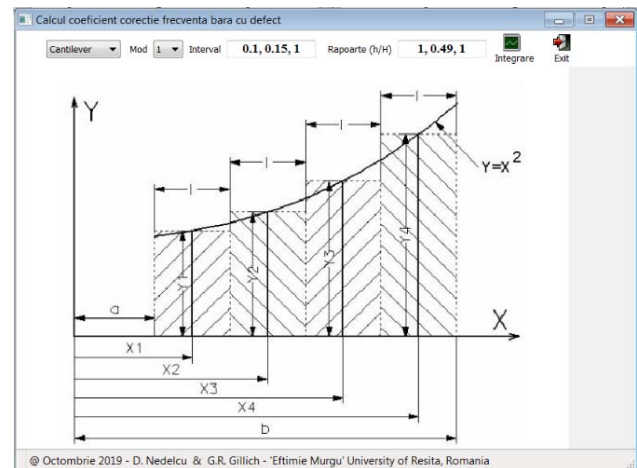 Calcul coeficient corectie frecventa bara cu defect
Cantilever Mod 1 Interval 0.1, 0.15, 1 Rapoarte (h/H) 1, 0.49, 1 Integrare Exit
Y
l
l
l
l
Y=X²
Y1
Y2
Y3
Y4
a
X
X1
X2
X3
X4
b
@ Octombrie 2019 - D. Nedelcu & G.R. Gillich - 'Eftimie Murgu' University of Resita, Romania